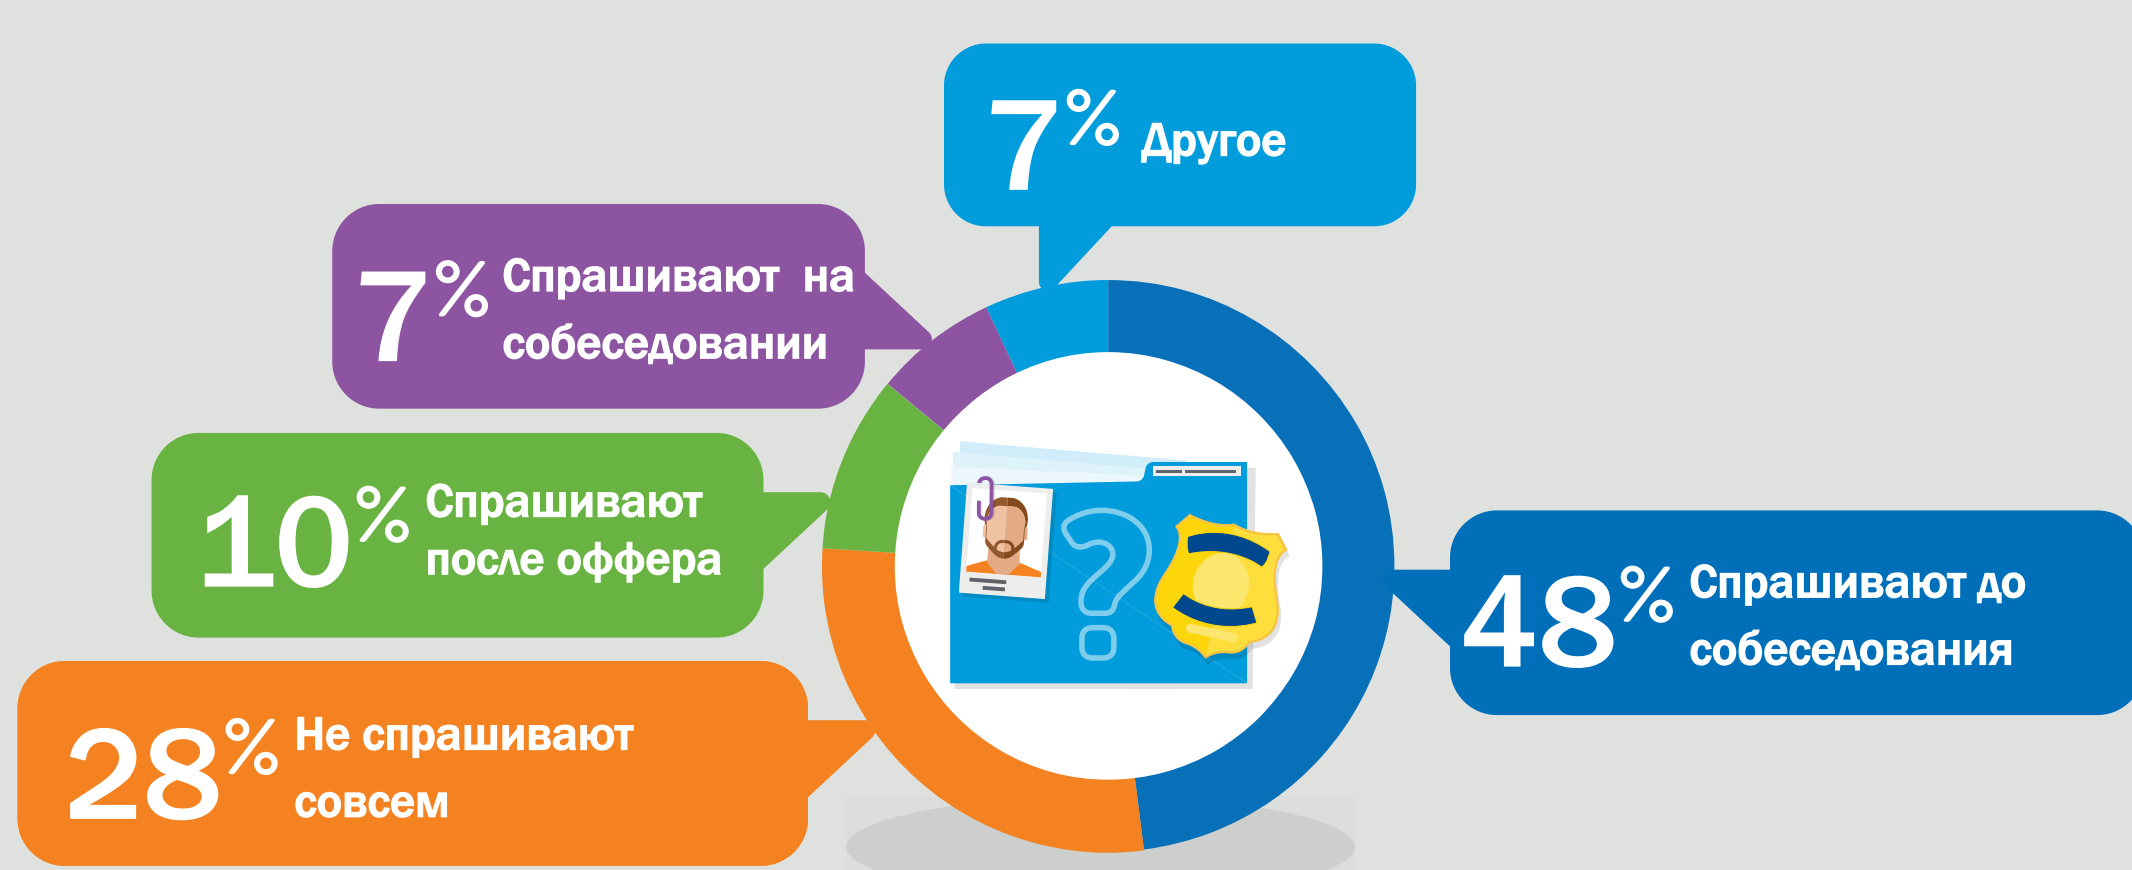 7% Другое
7% Спрашивают на
собеседовании
10% Спрашивают
после оффера
48% Спрашивают до
собеседования
28% Не спрашивают
совсем
?